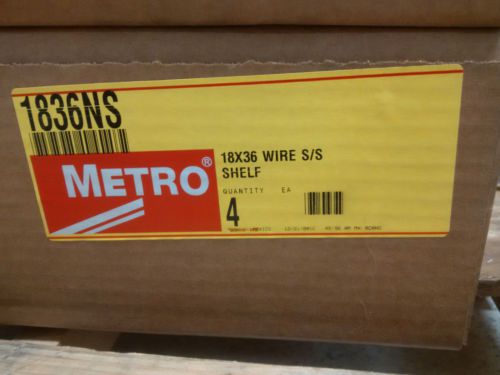 1836NS
METRO®
18X36 WIRE S/S
SHELF
QUANTITY EA
4